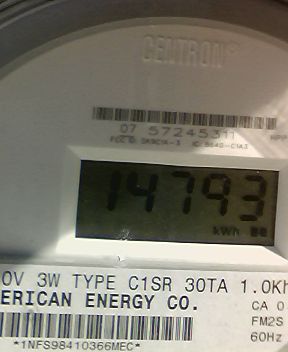 CENTRON®
07 57245311
14793
kWh
0V 3W TYPE C1SR 30TA 1.0Kh
ERICAN ENERGY CO.
CA 0
FM2S
60Hz
*1NFS98410366MEC*